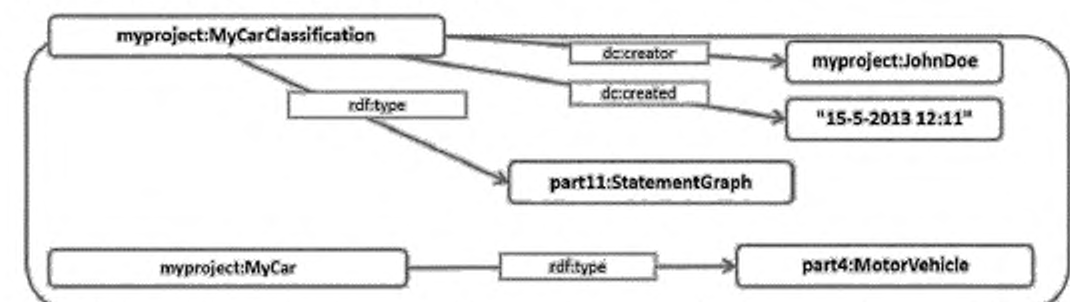 myproject:MyCarClassification
dc:creator
myproject:JohnDoe
dc:created
"15-5-2013 12:11"
rdf:type
part11:StatementGraph
myproject:MyCar
rdf:type
part4:MotorVehicle